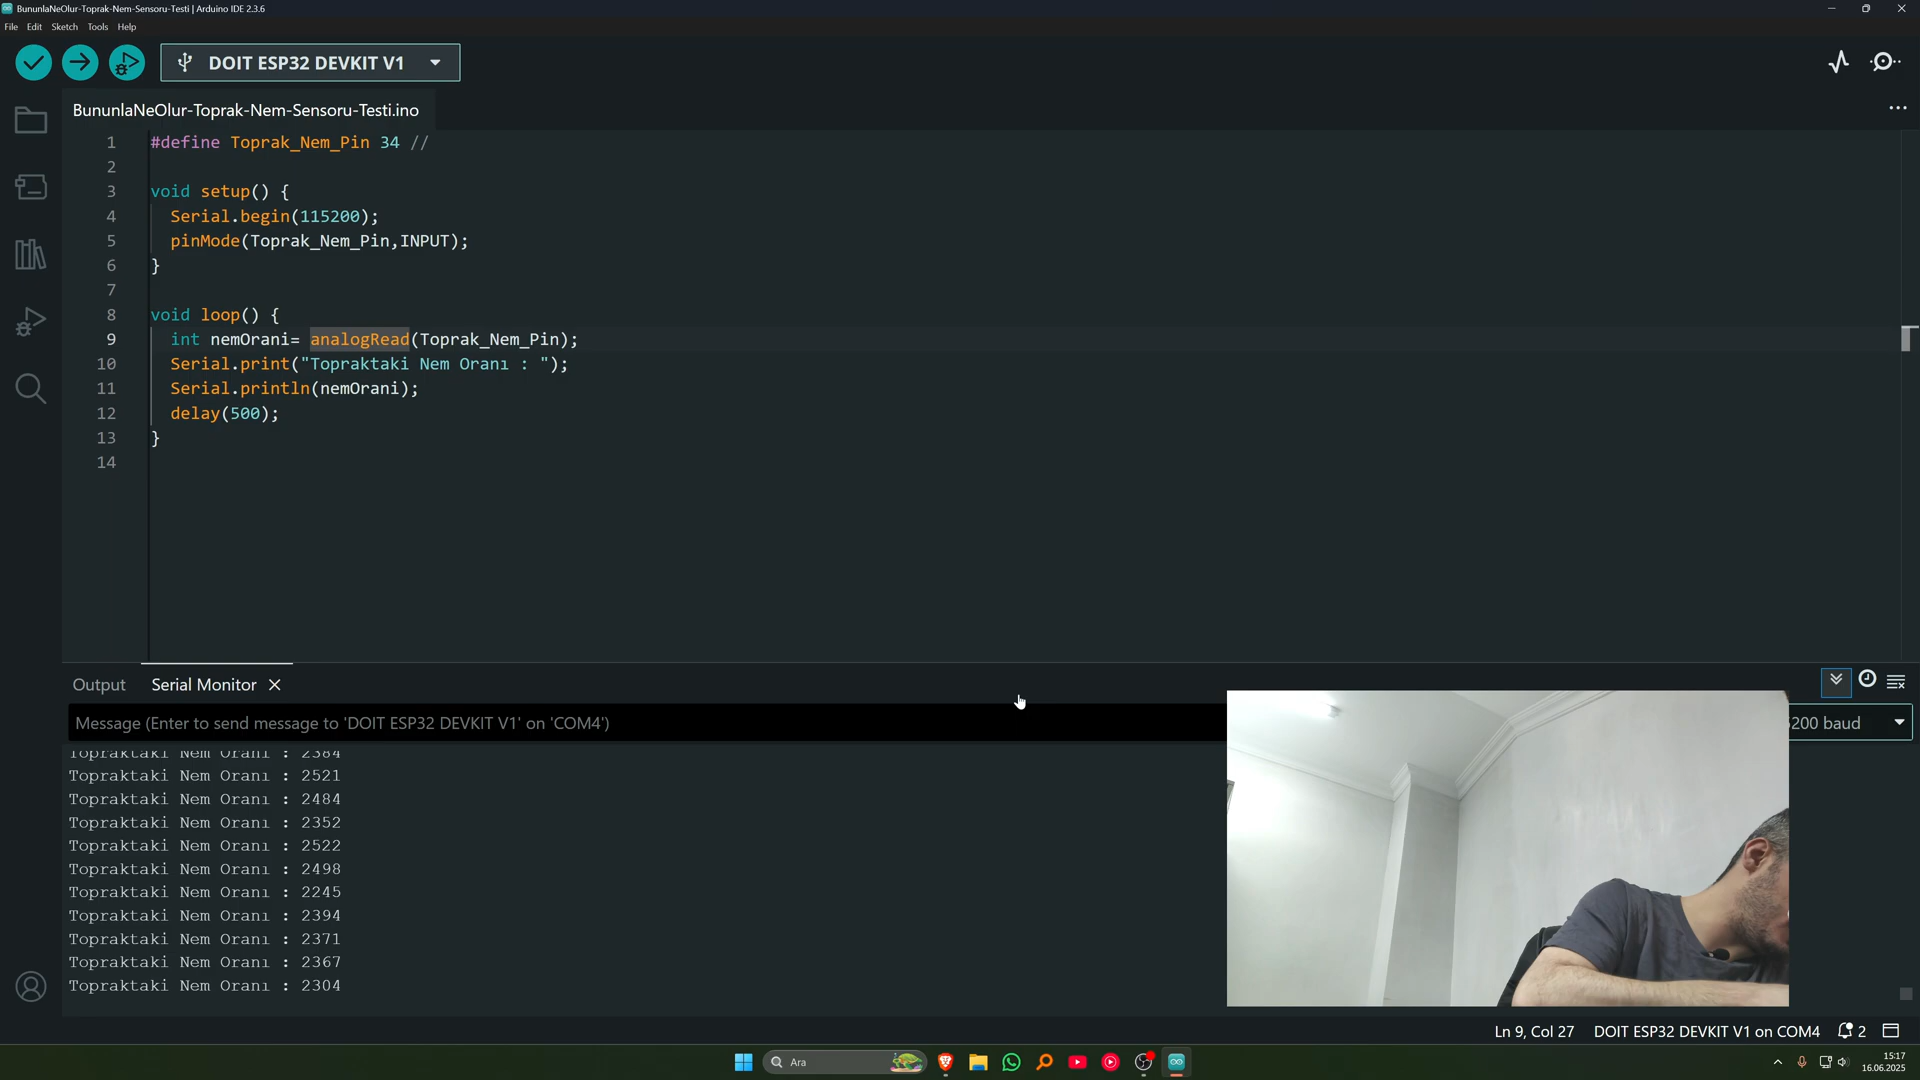 BununlaNeOlur-Toprak-Nem-Sensoru-Testi | Arduino IDE 2.3.6
File Edit Sketch Tools Help
DOIT ESP32 DEVKIT V1
BununlaNeOlur-Toprak-Nem-Sensoru-Testi.ino
1 #define Toprak_Nem_Pin 34 //
2
3 void setup() {
4 Serial.begin(115200);
5 pinMode(Toprak_Nem_Pin,INPUT);
6 }
7
8 void loop() {
9 int nemOrani= analogRead(Toprak_Nem_Pin);
10 Serial.print("Topraktaki Nem Oranı : ");
11 Serial.println(nemOrani);
12 delay(500);
13 }
14
Output Serial Monitor
Message (Enter to send message to 'DOIT ESP32 DEVKIT V1' on 'COM4')
200 baud
Topraktaki Nem Oranı : 2384
Topraktaki Nem Oranı : 2521
Topraktaki Nem Oranı : 2484
Topraktaki Nem Oranı : 2352
Topraktaki Nem Oranı : 2522
Topraktaki Nem Oranı : 2498
Topraktaki Nem Oranı : 2245
Topraktaki Nem Oranı : 2394
Topraktaki Nem Oranı : 2371
Topraktaki Nem Oranı : 2367
Topraktaki Nem Oranı : 2304
Ln 9, Col 27 DOIT ESP32 DEVKIT V1 on COM4 2
Ara
15:17
16.06.2025